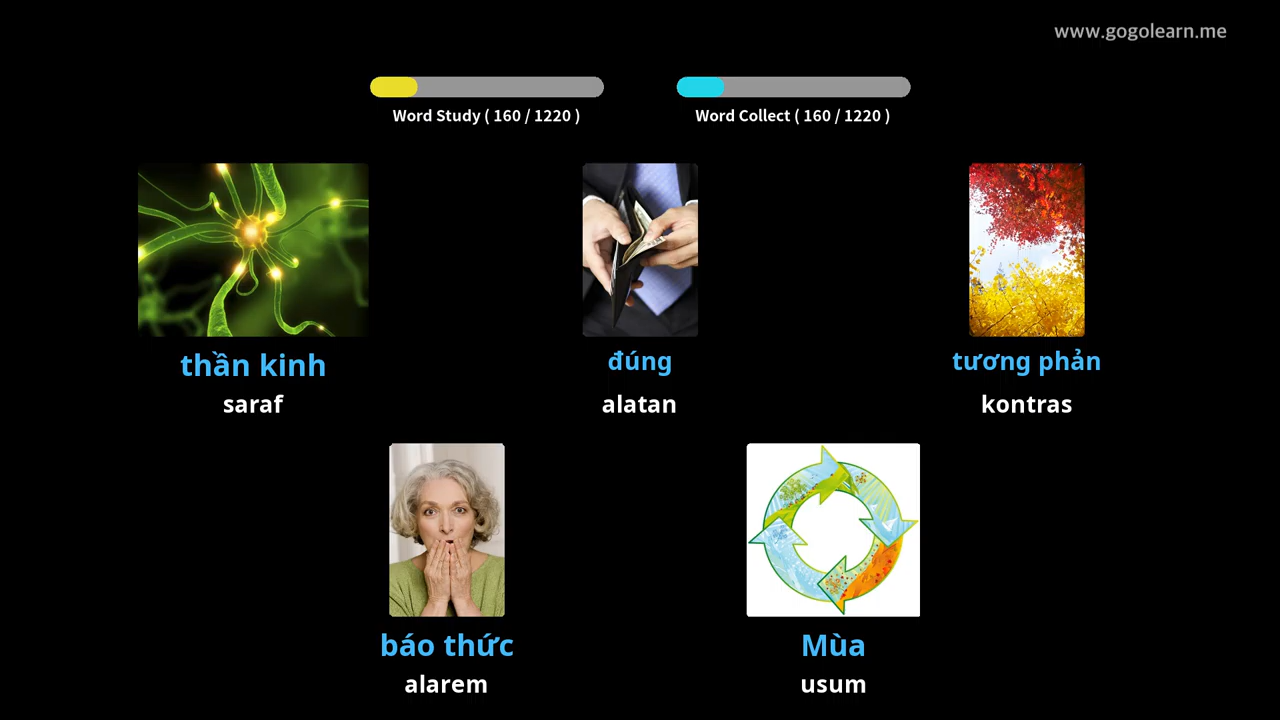 www.gogolearn.me
Word Study ( 160 / 1220 )
Word Collect ( 160 / 1220 )
thần kinh
saraf
đúng
alatan
tương phản
kontras
báo thức
alarem
Mùa
usum